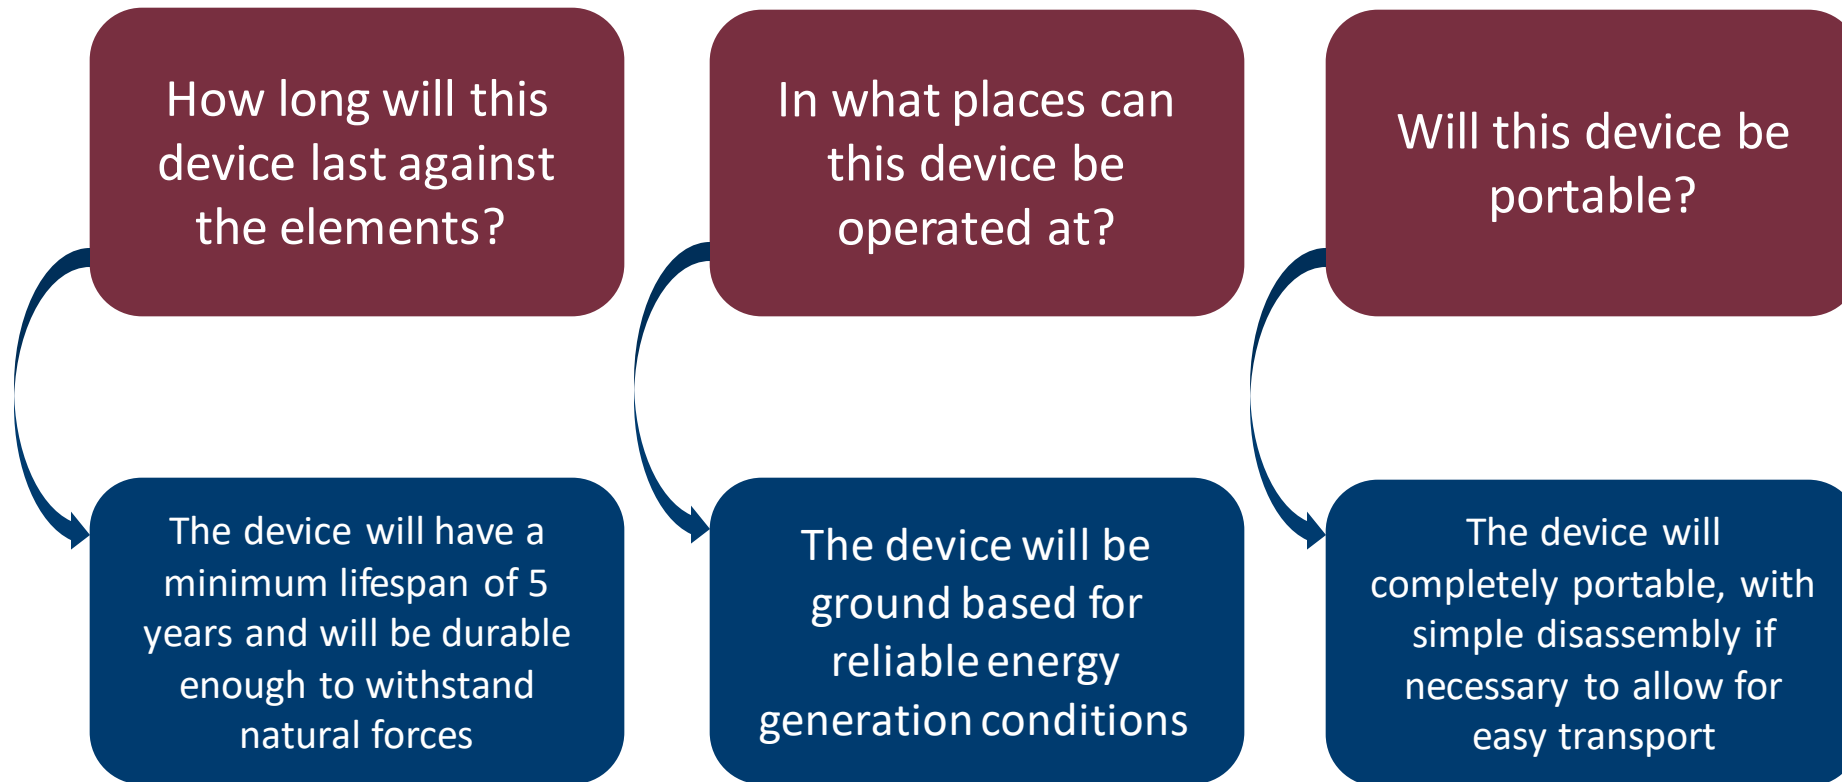 How long will this
device last against
the elements?
The device will have a
minimum lifespan of 5
years and will be durable
enough to withstand
natural forces
In what places can
this device be
operated at?
The device will be
ground based for
reliable energy
generation conditions
Will this device be
portable?
The device will
completely portable, with
simple disassembly if
necessary to allow for
easy transport